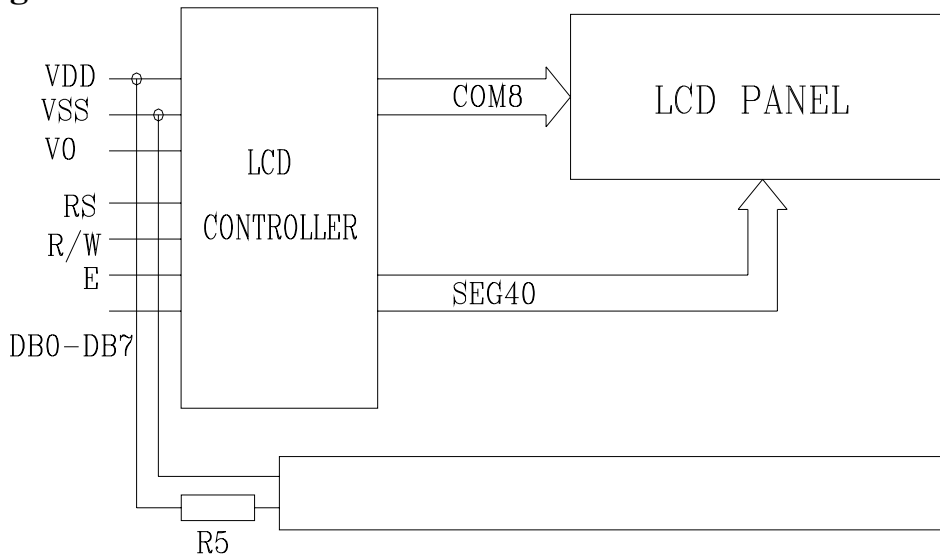 VDD
VSS
V0
RS
R/W
E
DB0-DB7
LCD
CONTROLLER
COM8
SEG40
LCD PANEL
R5